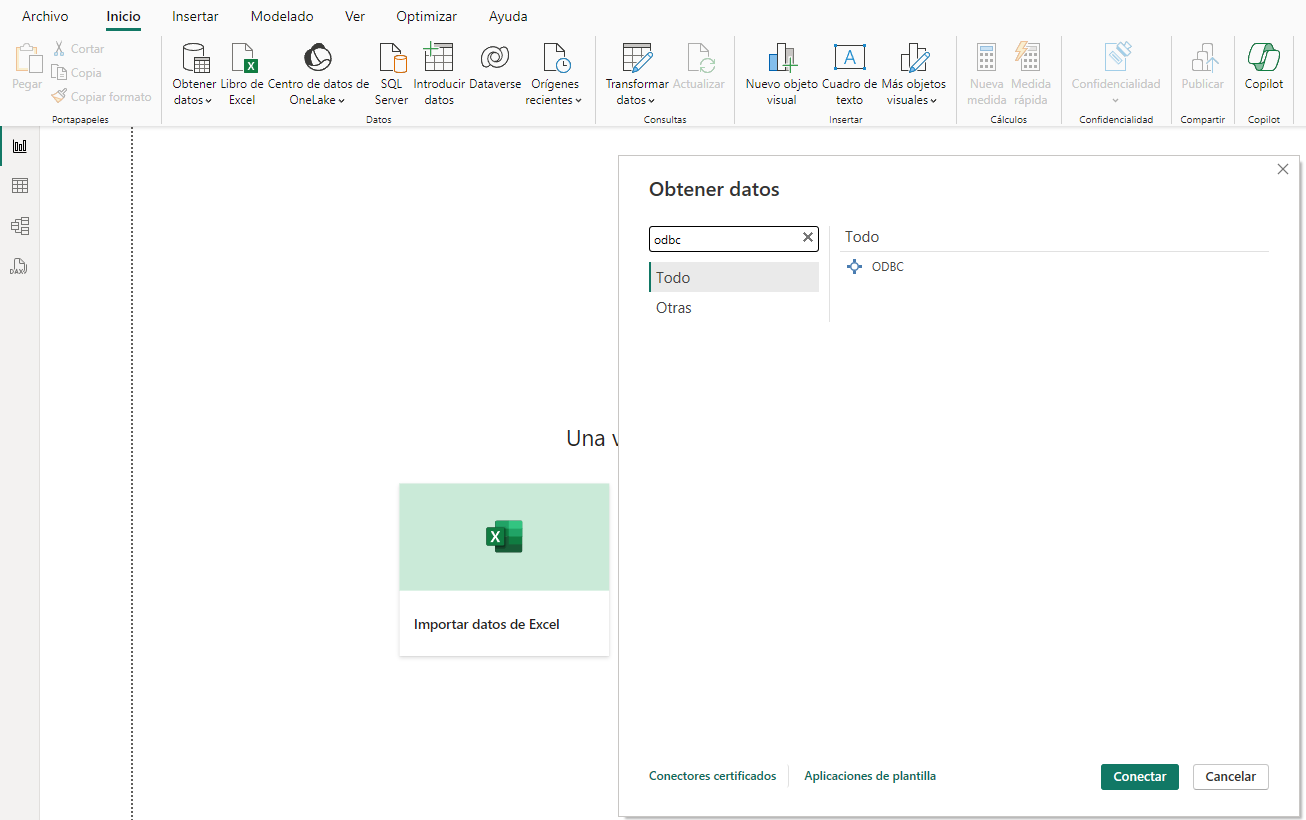 Archivo Inicio Insertar Modelado Ver Optimizar Ayuda
Pegar
Cortar
Copia
Copiar formato
Portapapeles
Obtener datos
Libro de Excel
Centro de datos de OneLake
SQL Server
Introducir datos
Dataverse
Orígenes recientes
Datos
Transformar datos
Actualizar
Consultas
Nuevo objeto visual
Cuadro de texto
Más objetos visuales
Insertar
Nueva medida
Medida rápida
Cálculos
Confidencialidad
Confidencialidad
Publicar
Compartir
Copilot
Copilot
Obtener datos
odbc
Todo
Otras
Todo
ODBC
Una
Importar datos de Excel
Conectores certificados
Aplicaciones de plantilla
Conectar
Cancelar